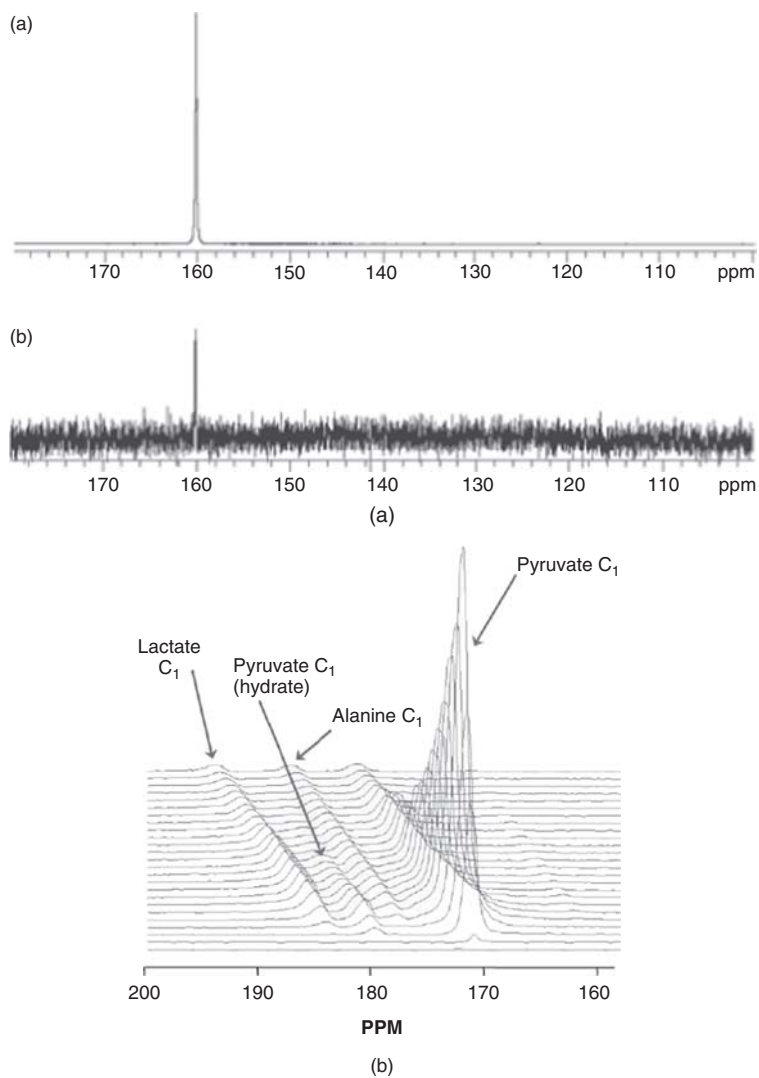 (a)
170 160 150 140 130 120 110 ppm
(b)
170 160 150 140 130 120 110 ppm
(a)
Pyruvate C₁
Lactate
C₁
Pyruvate C₁
(hydrate)
Alanine C₁
200 190 180 170 160
PPM
(b)